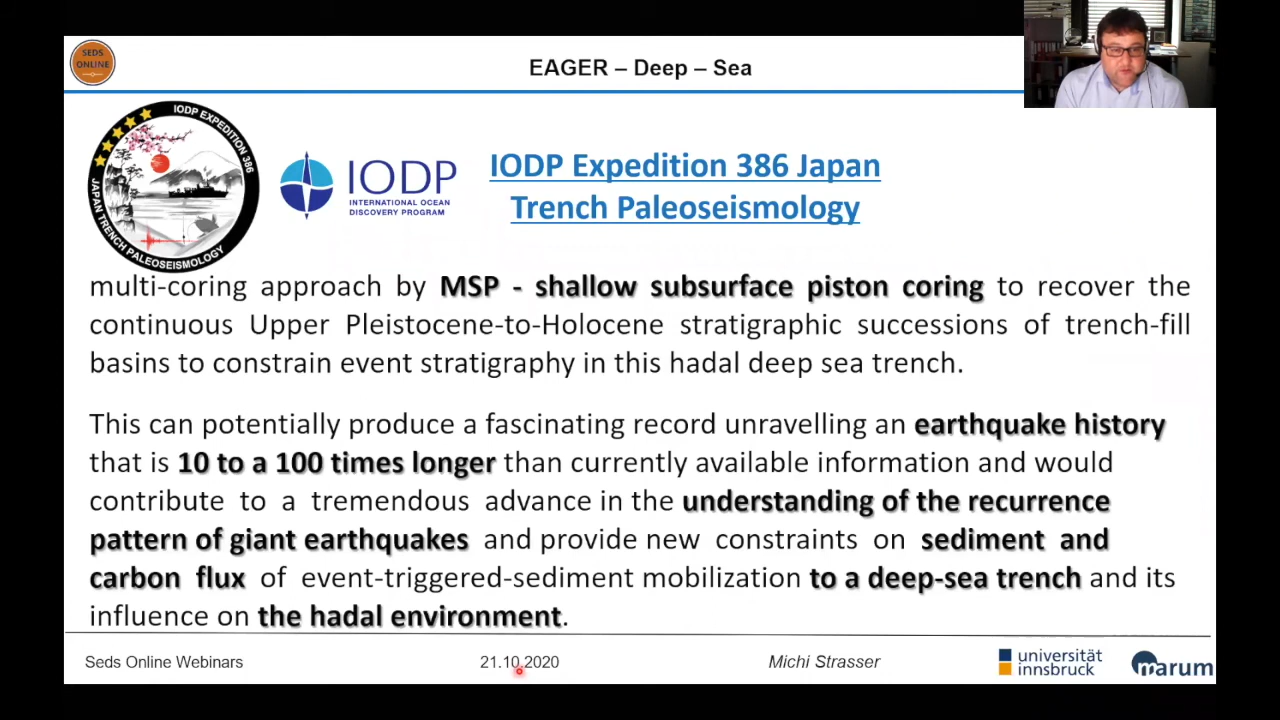 SEDS
ONLINE
EAGER – Deep – Sea
IODP EXPEDITION 386
JAPAN TRENCH PALEOSEISMOLOGY
IODP
INTERNATIONAL OCEAN
DISCOVERY PROGRAM
IODP Expedition 386 Japan
Trench Paleoseismology
multi-coring approach by MSP - shallow subsurface piston coring to recover the
continuous Upper Pleistocene-to-Holocene stratigraphic successions of trench-fill
basins to constrain event stratigraphy in this hadal deep sea trench.
This can potentially produce a fascinating record unravelling an earthquake history
that is 10 to a 100 times longer than currently available information and would
contribute to a tremendous advance in the understanding of the recurrence
pattern of giant earthquakes and provide new constraints on sediment and
carbon flux of event-triggered-sediment mobilization to a deep-sea trench and its
influence on the hadal environment.
Seds Online Webinars
21.10.2020
Michi Strasser
universität
innsbruck
marum